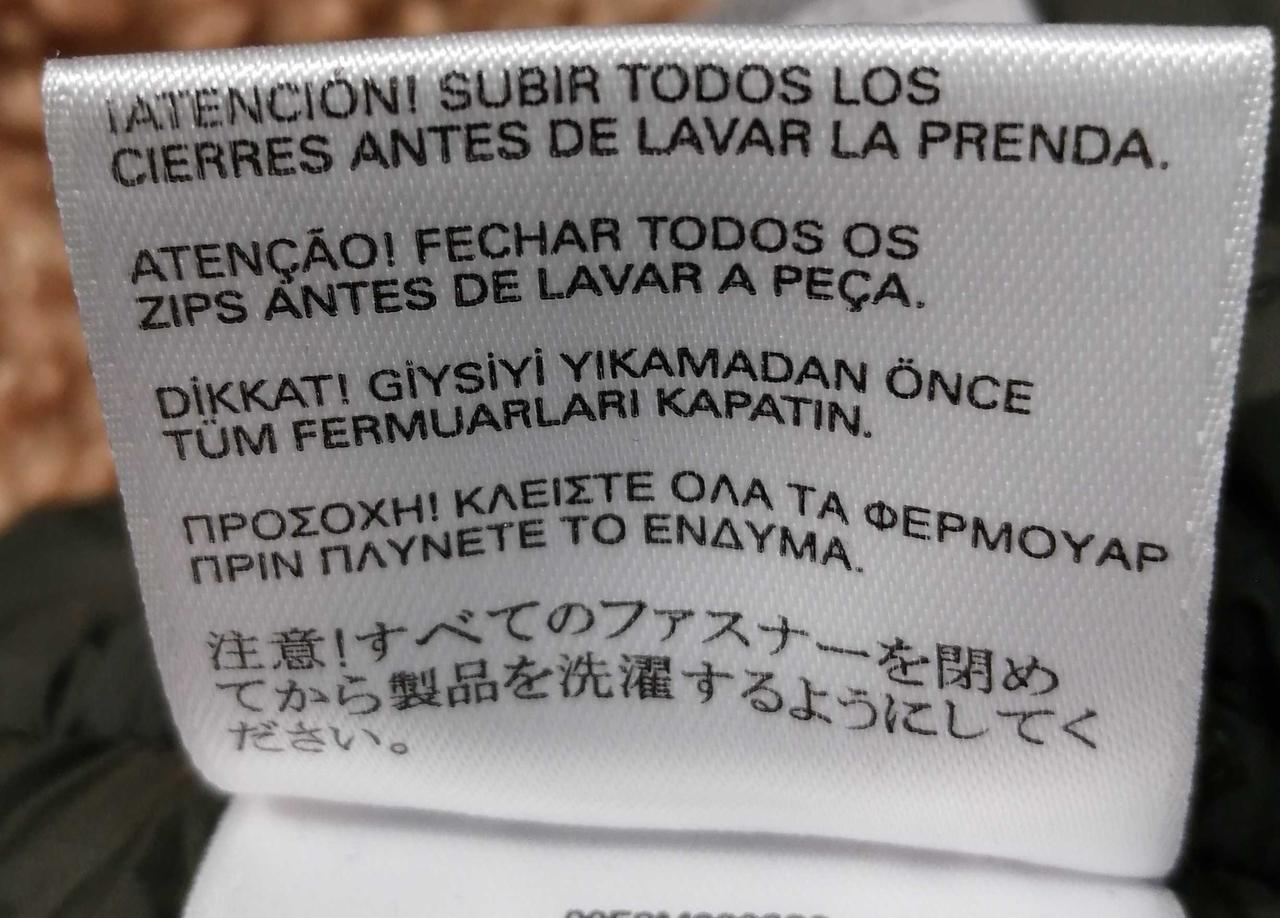 ¡ATENCIÓN! SUBIR TODOS LOS
CIERRES ANTES DE LAVAR LA PRENDA.
ATENÇÃO! FECHAR TODOS OS
ZIPS ANTES DE LAVAR A PEÇA.
DİKKAT! GİYSİYİ YIKAMADAN ÖNCE
TÜM FERMUARLARI KAPATIN.
ΠΡΟΣΟΧΗ! ΚΛΕΙΣΤΕ ΟΛΑ ΤΑ ΦΕΡΜΟΥΑΡ
ΠΡΙΝ ΠΛΥΝΕΤΕ ΤΟ ΕΝΔΥΜΑ.
注意!すべてのファスナーを閉め
てから製品を洗濯するようにしてく
ださい。